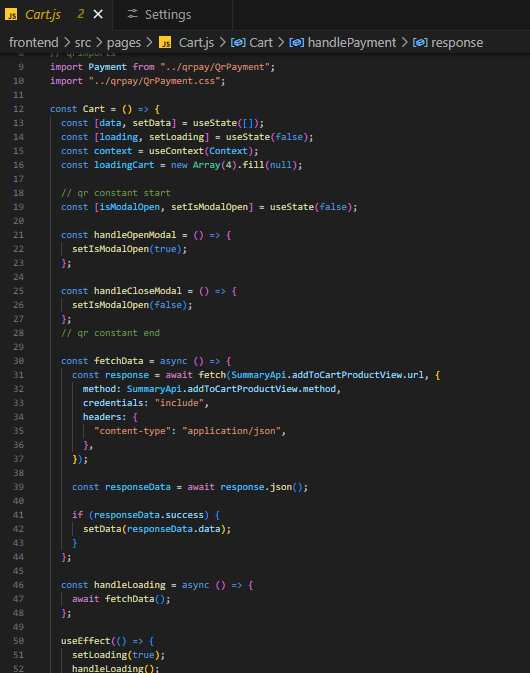 JS Cart.js 2 × Settings
frontend > src > pages > JS Cart.js > Cart > handlePayment > response
8 // qr imports
9 import Payment from "../qrpay/QrPayment";
10 import "../qrpay/QrPayment.css";
11
12 const Cart = () => {
13 const [data, setData] = useState([]);
14 const [loading, setLoading] = useState(false);
15 const context = useContext(Context);
16 const loadingCart = new Array(4).fill(null);
17
18 // qr constant start
19 const [isModalOpen, setIsModalOpen] = useState(false);
20
21 const handleOpenModal = () => {
22 setIsModalOpen(true);
23 };
24
25 const handleCloseModal = () => {
26 setIsModalOpen(false);
27 };
28 // qr constant end
29
30 const fetchData = async () => {
31 const response = await fetch(SummaryApi.addToCartProductView.url, {
32 method: SummaryApi.addToCartProductView.method,
33 credentials: "include",
34 headers: {
35 "content-type": "application/json",
36 },
37 });
38
39 const responseData = await response.json();
40
41 if (responseData.success) {
42 setData(responseData.data);
43 }
44 };
45
46 const handleLoading = async () => {
47 await fetchData();
48 };
49
50 useEffect(() => {
51 setLoading(true);
52 handleLoading();